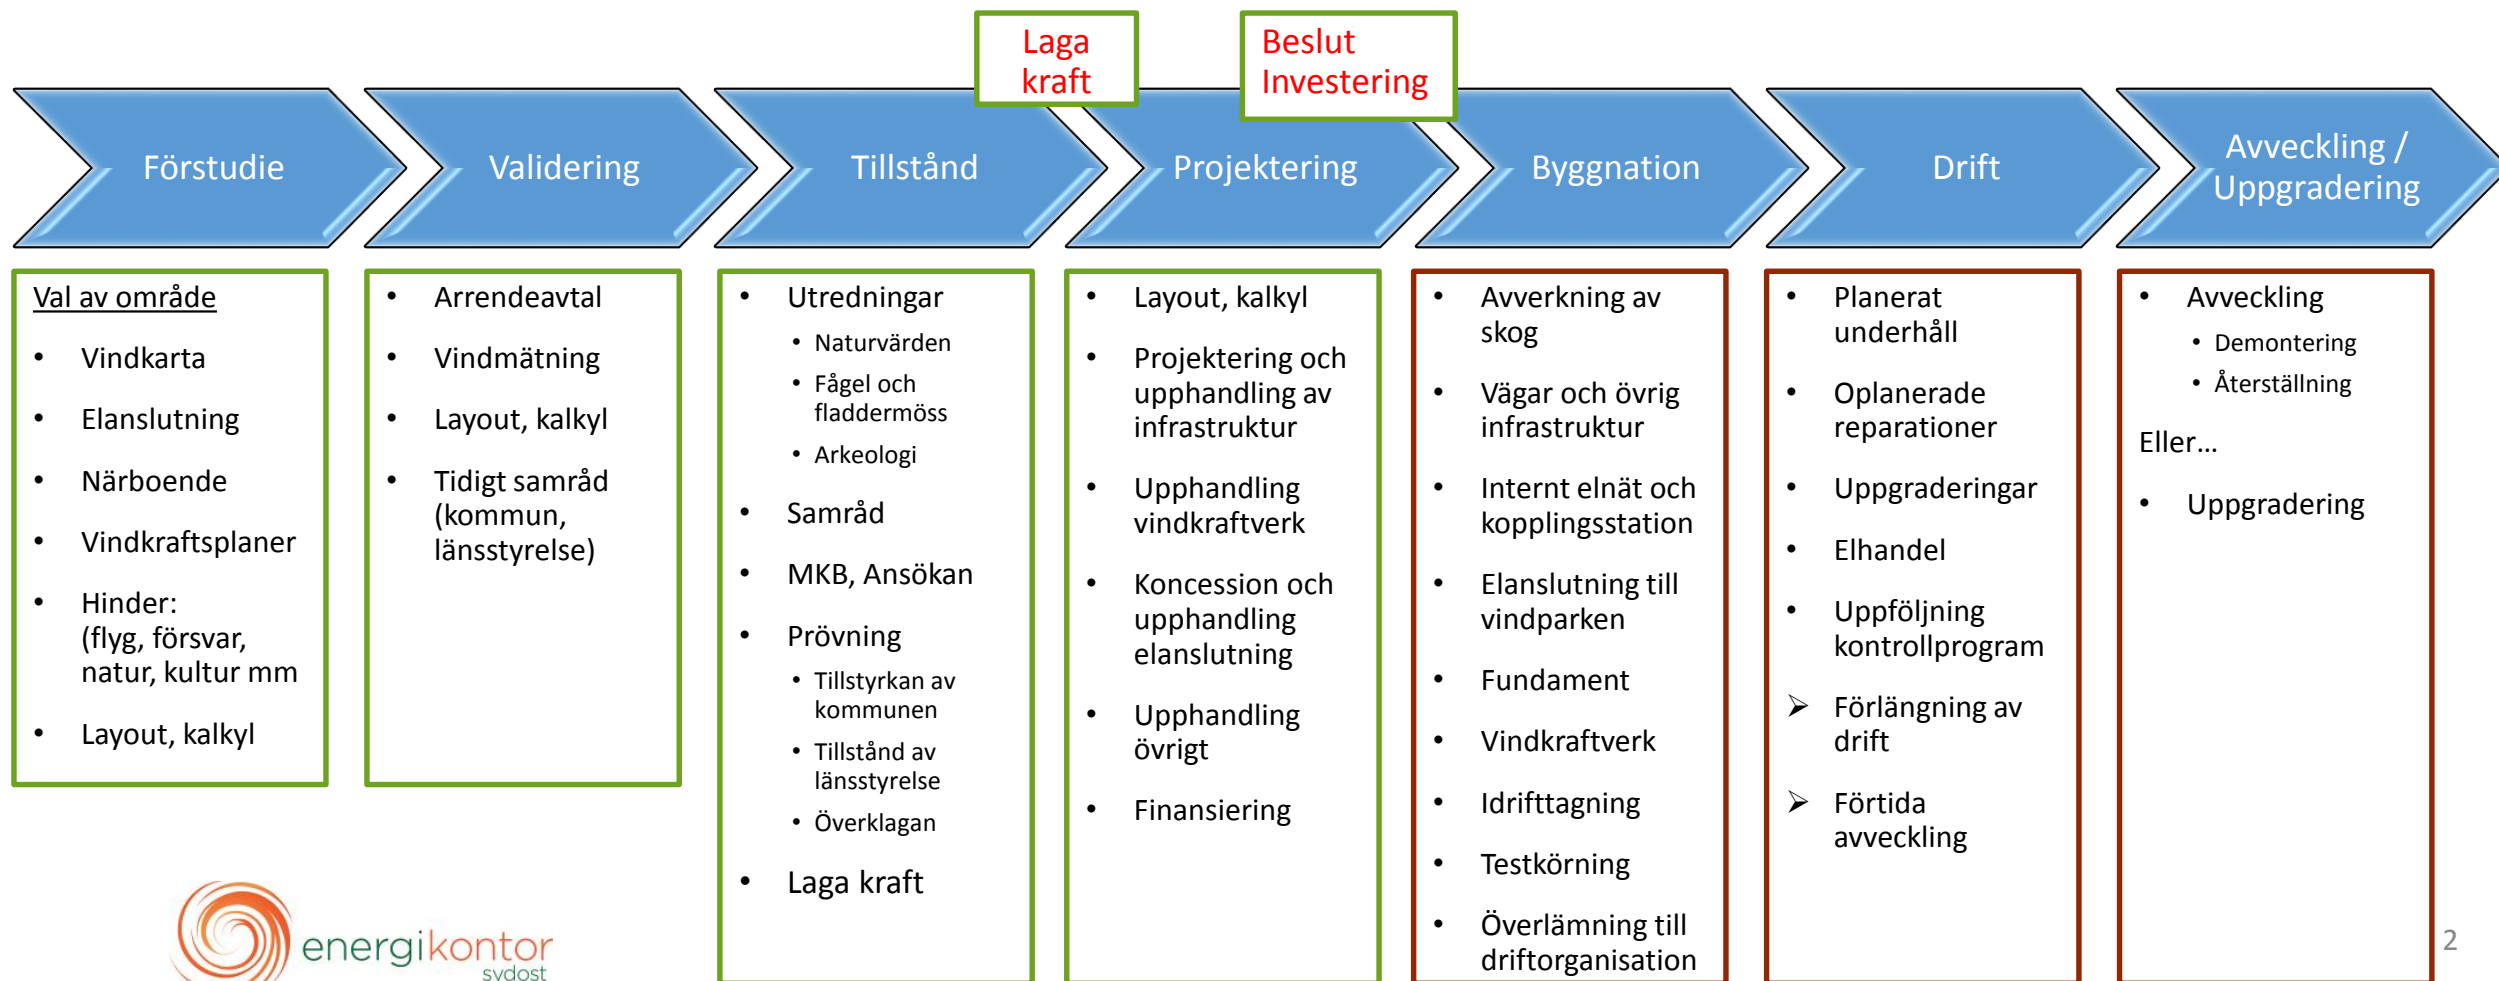 Laga
kraft
Beslut
Investering
Förstudie
Validering
Tillstånd
Projektering
Byggnation
Drift
Avveckling /
Uppgradering
Val av område
• Vindkarta
• Elanslutning
• Närboende
• Vindkraftsplaner
• Hinder:
(flyg, försvar,
natur, kultur mm
• Layout, kalkyl
• Arrendeavtal
• Vindmätning
• Layout, kalkyl
• Tidigt samråd
(kommun,
länsstyrelse)
• Utredningar
• Naturvärden
• Fågel och
fladdermöss
• Arkeologi
• Samråd
• MKB, Ansökan
• Prövning
• Tillstyrkan av
kommunen
• Tillstånd av
länsstyrelse
• Överklagan
• Laga kraft
• Layout, kalkyl
• Projektering och
upphandling av
infrastruktur
• Upphandling
vindkraftverk
• Koncession och
upphandling
elanslutning
• Upphandling
övrigt
• Finansiering
• Avverkning av
skog
• Vägar och övrig
infrastruktur
• Internt elnät och
kopplingsstation
• Elanslutning till
vindparken
• Fundament
• Vindkraftverk
• Idrifttagning
• Testkörning
• Överlämning till
driftorganisation
• Planerat
underhåll
• Oplanerade
reparationer
• Uppgraderingar
• Elhandel
• Uppföljning
kontrollprogram
➢ Förlängning av
drift
➢ Förtida
avveckling
• Avveckling
• Demontering
• Återställning
Eller…
• Uppgradering
energikontor
sydost
2